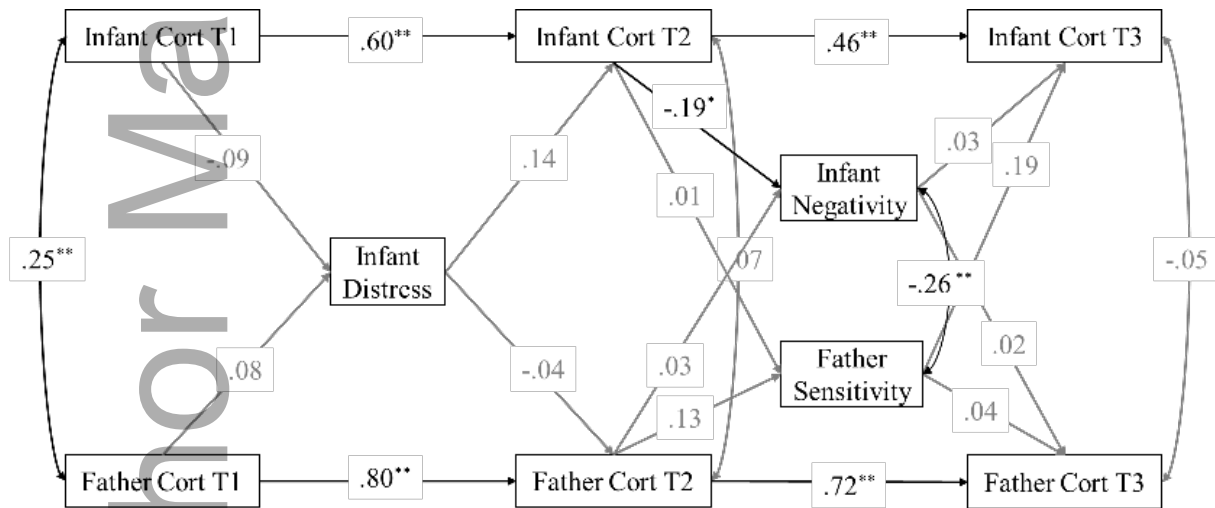 Infant Cort T1
.60**
Infant Cort T2
.46**
Infant Cort T3
-.19*
-.09
.14
.03
.19
Infant
Negativity
.01
.25**
Infant
Distress
.07
-.26**
-.05
.08
-.04
.03
Father
Sensitivity
.02
.13
.04
Father Cort T1
.80**
Father Cort T2
.72**
Father Cort T3
hor Ma